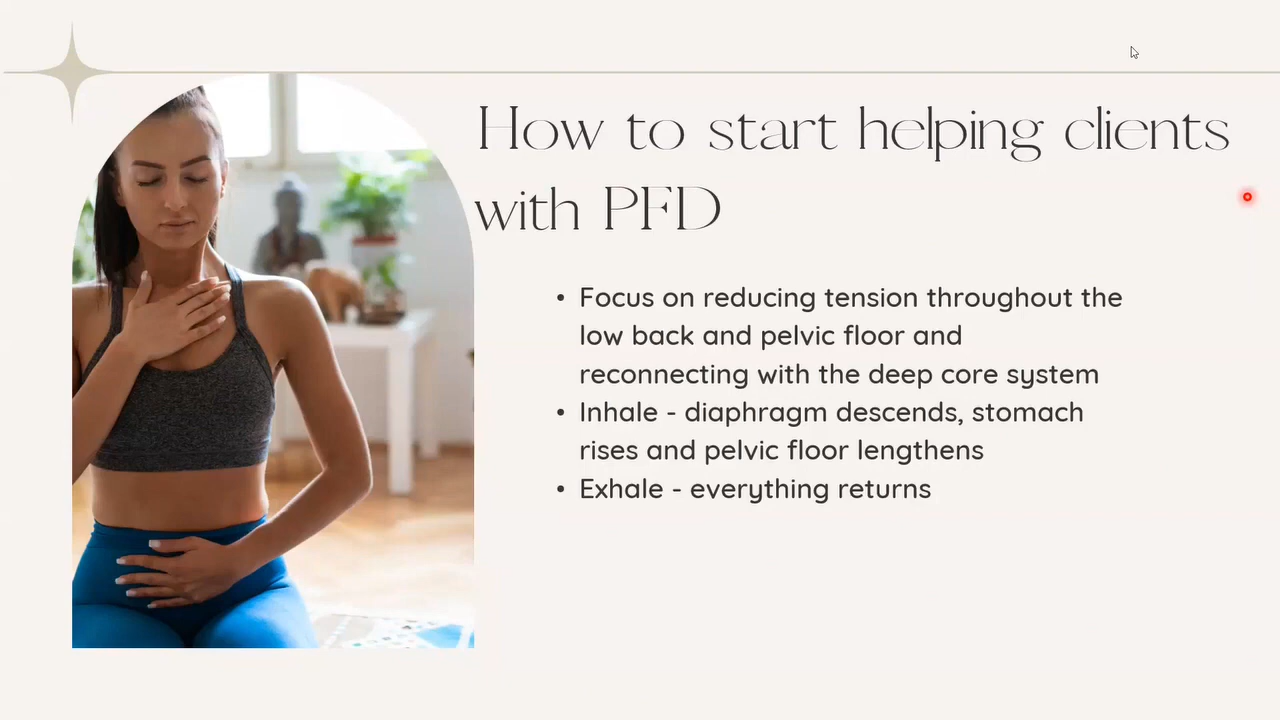 How to start helping clients
with PFD
• Focus on reducing tension throughout the
low back and pelvic floor and
reconnecting with the deep core system
• Inhale - diaphragm descends, stomach
rises and pelvic floor lengthens
• Exhale - everything returns